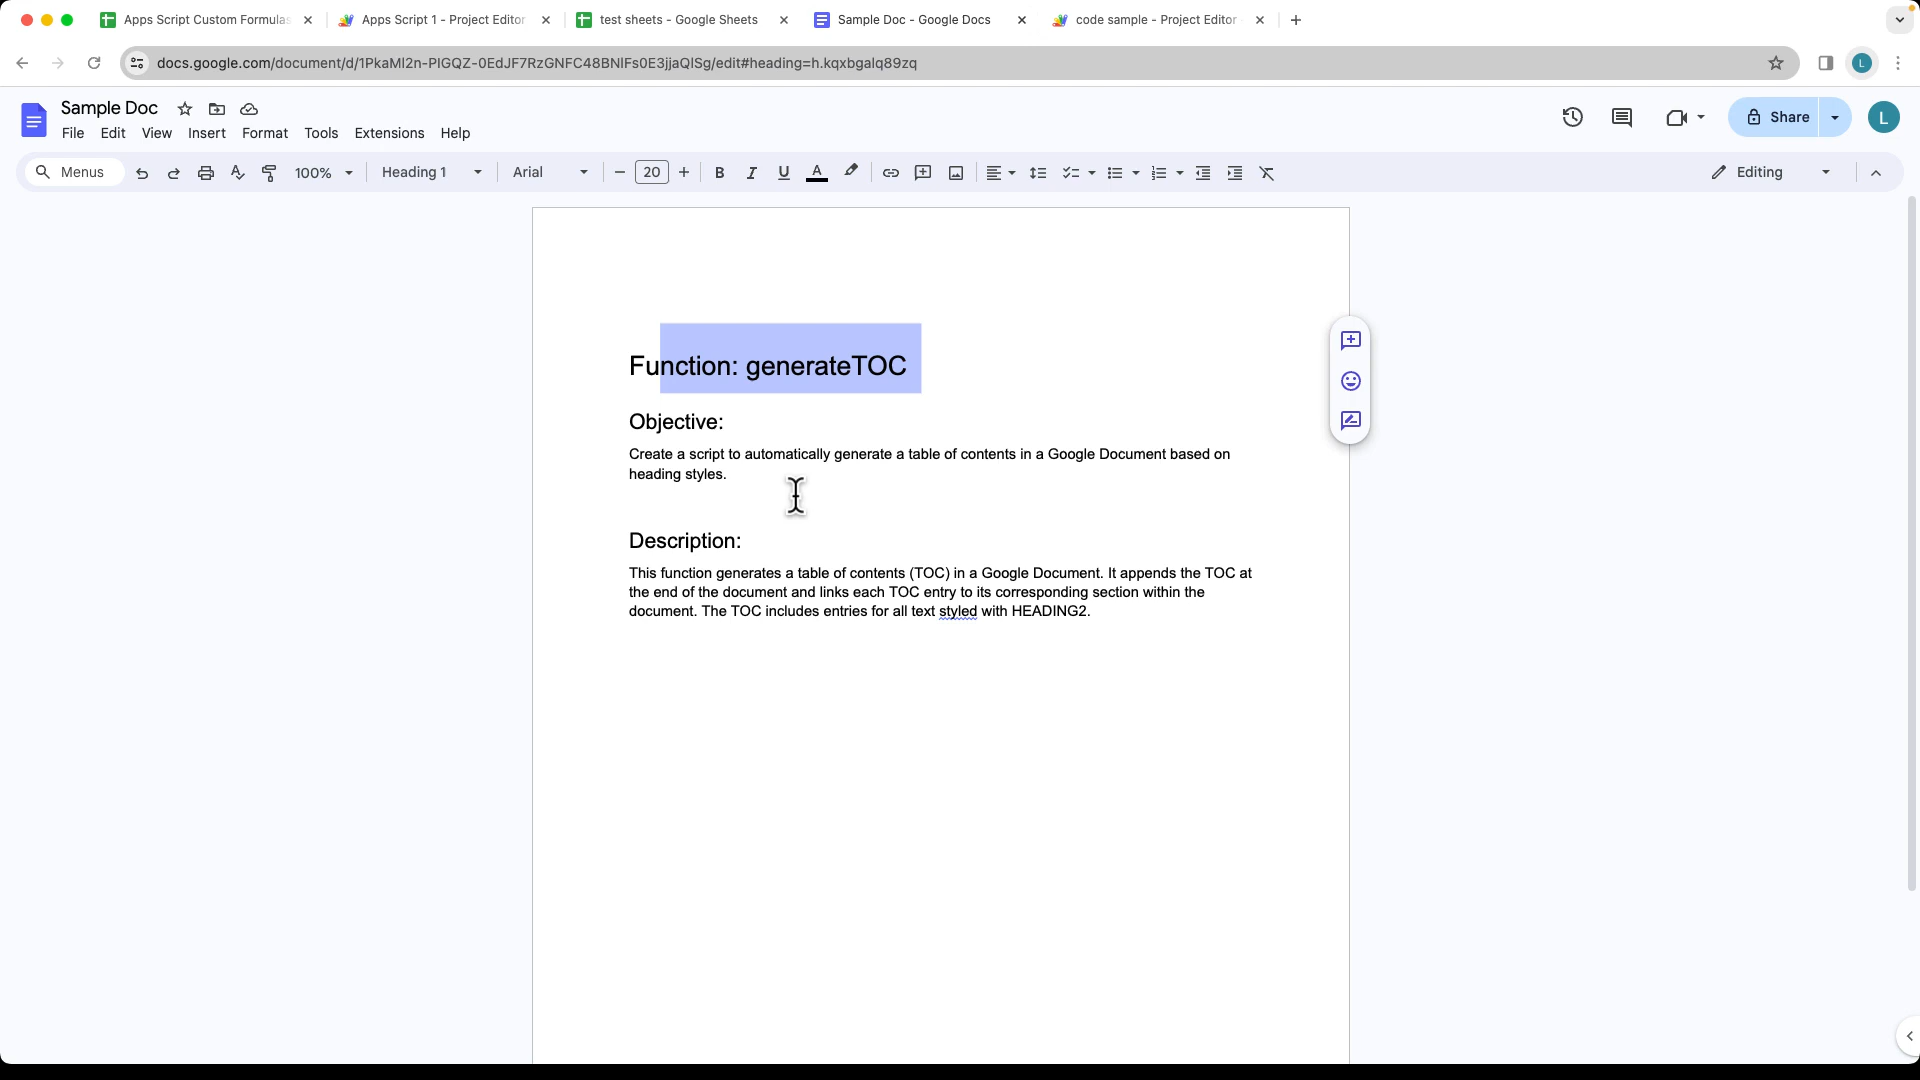 Apps Script Custom Formulas
Apps Script 1 - Project Editor
test sheets - Google Sheets
Sample Doc - Google Docs
code sample - Project Editor
docs.google.com/document/d/1PkaMl2n-PIGQZ-0EdJF7RzGNFC48BNlFs0E3jjaQlSg/edit#heading=h.kqxbgalq89zq
L
Sample Doc
File Edit View Insert Format Tools Extensions Help
Share
L
Menus
100%
Heading 1
Arial
20
B I U A
Editing
Function: generateTOC
Objective:
Create a script to automatically generate a table of contents in a Google Document based on
heading styles.
Description:
This function generates a table of contents (TOC) in a Google Document. It appends the TOC at
the end of the document and links each TOC entry to its corresponding section within the
document. The TOC includes entries for all text styled with HEADING2.